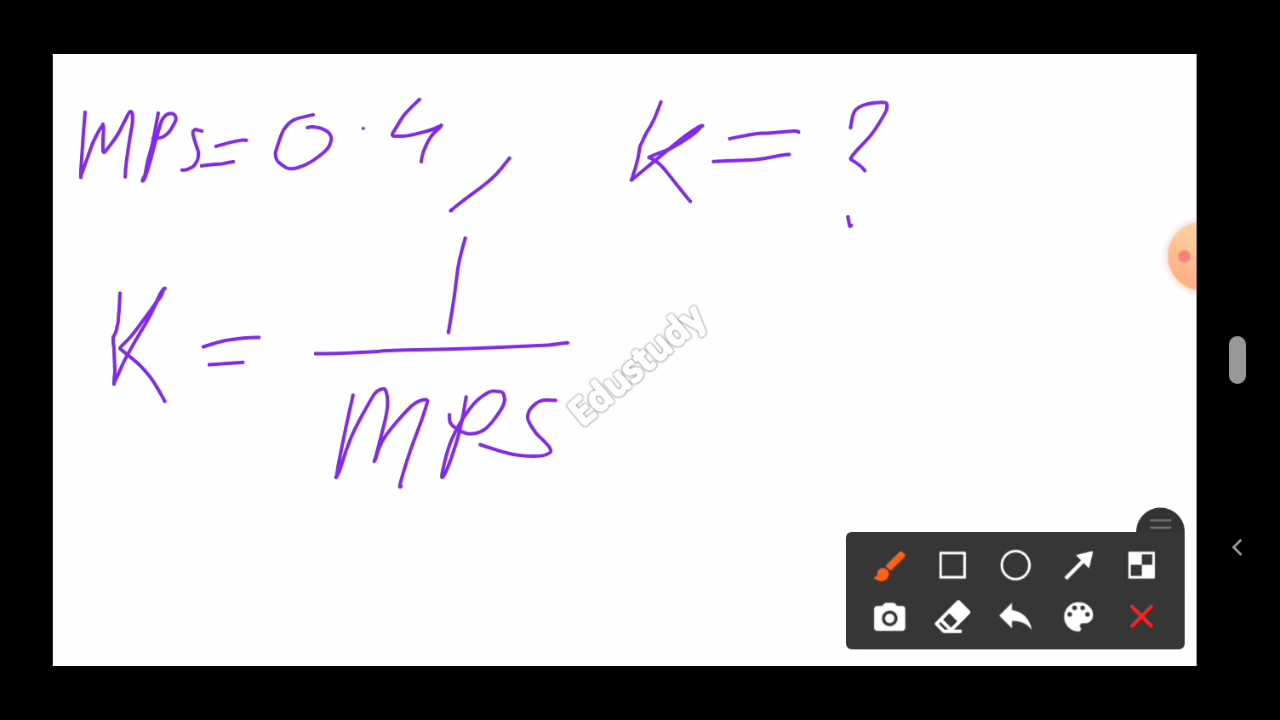 MPS = 0.4, K = ?
K = 1/MPS
Edustudy